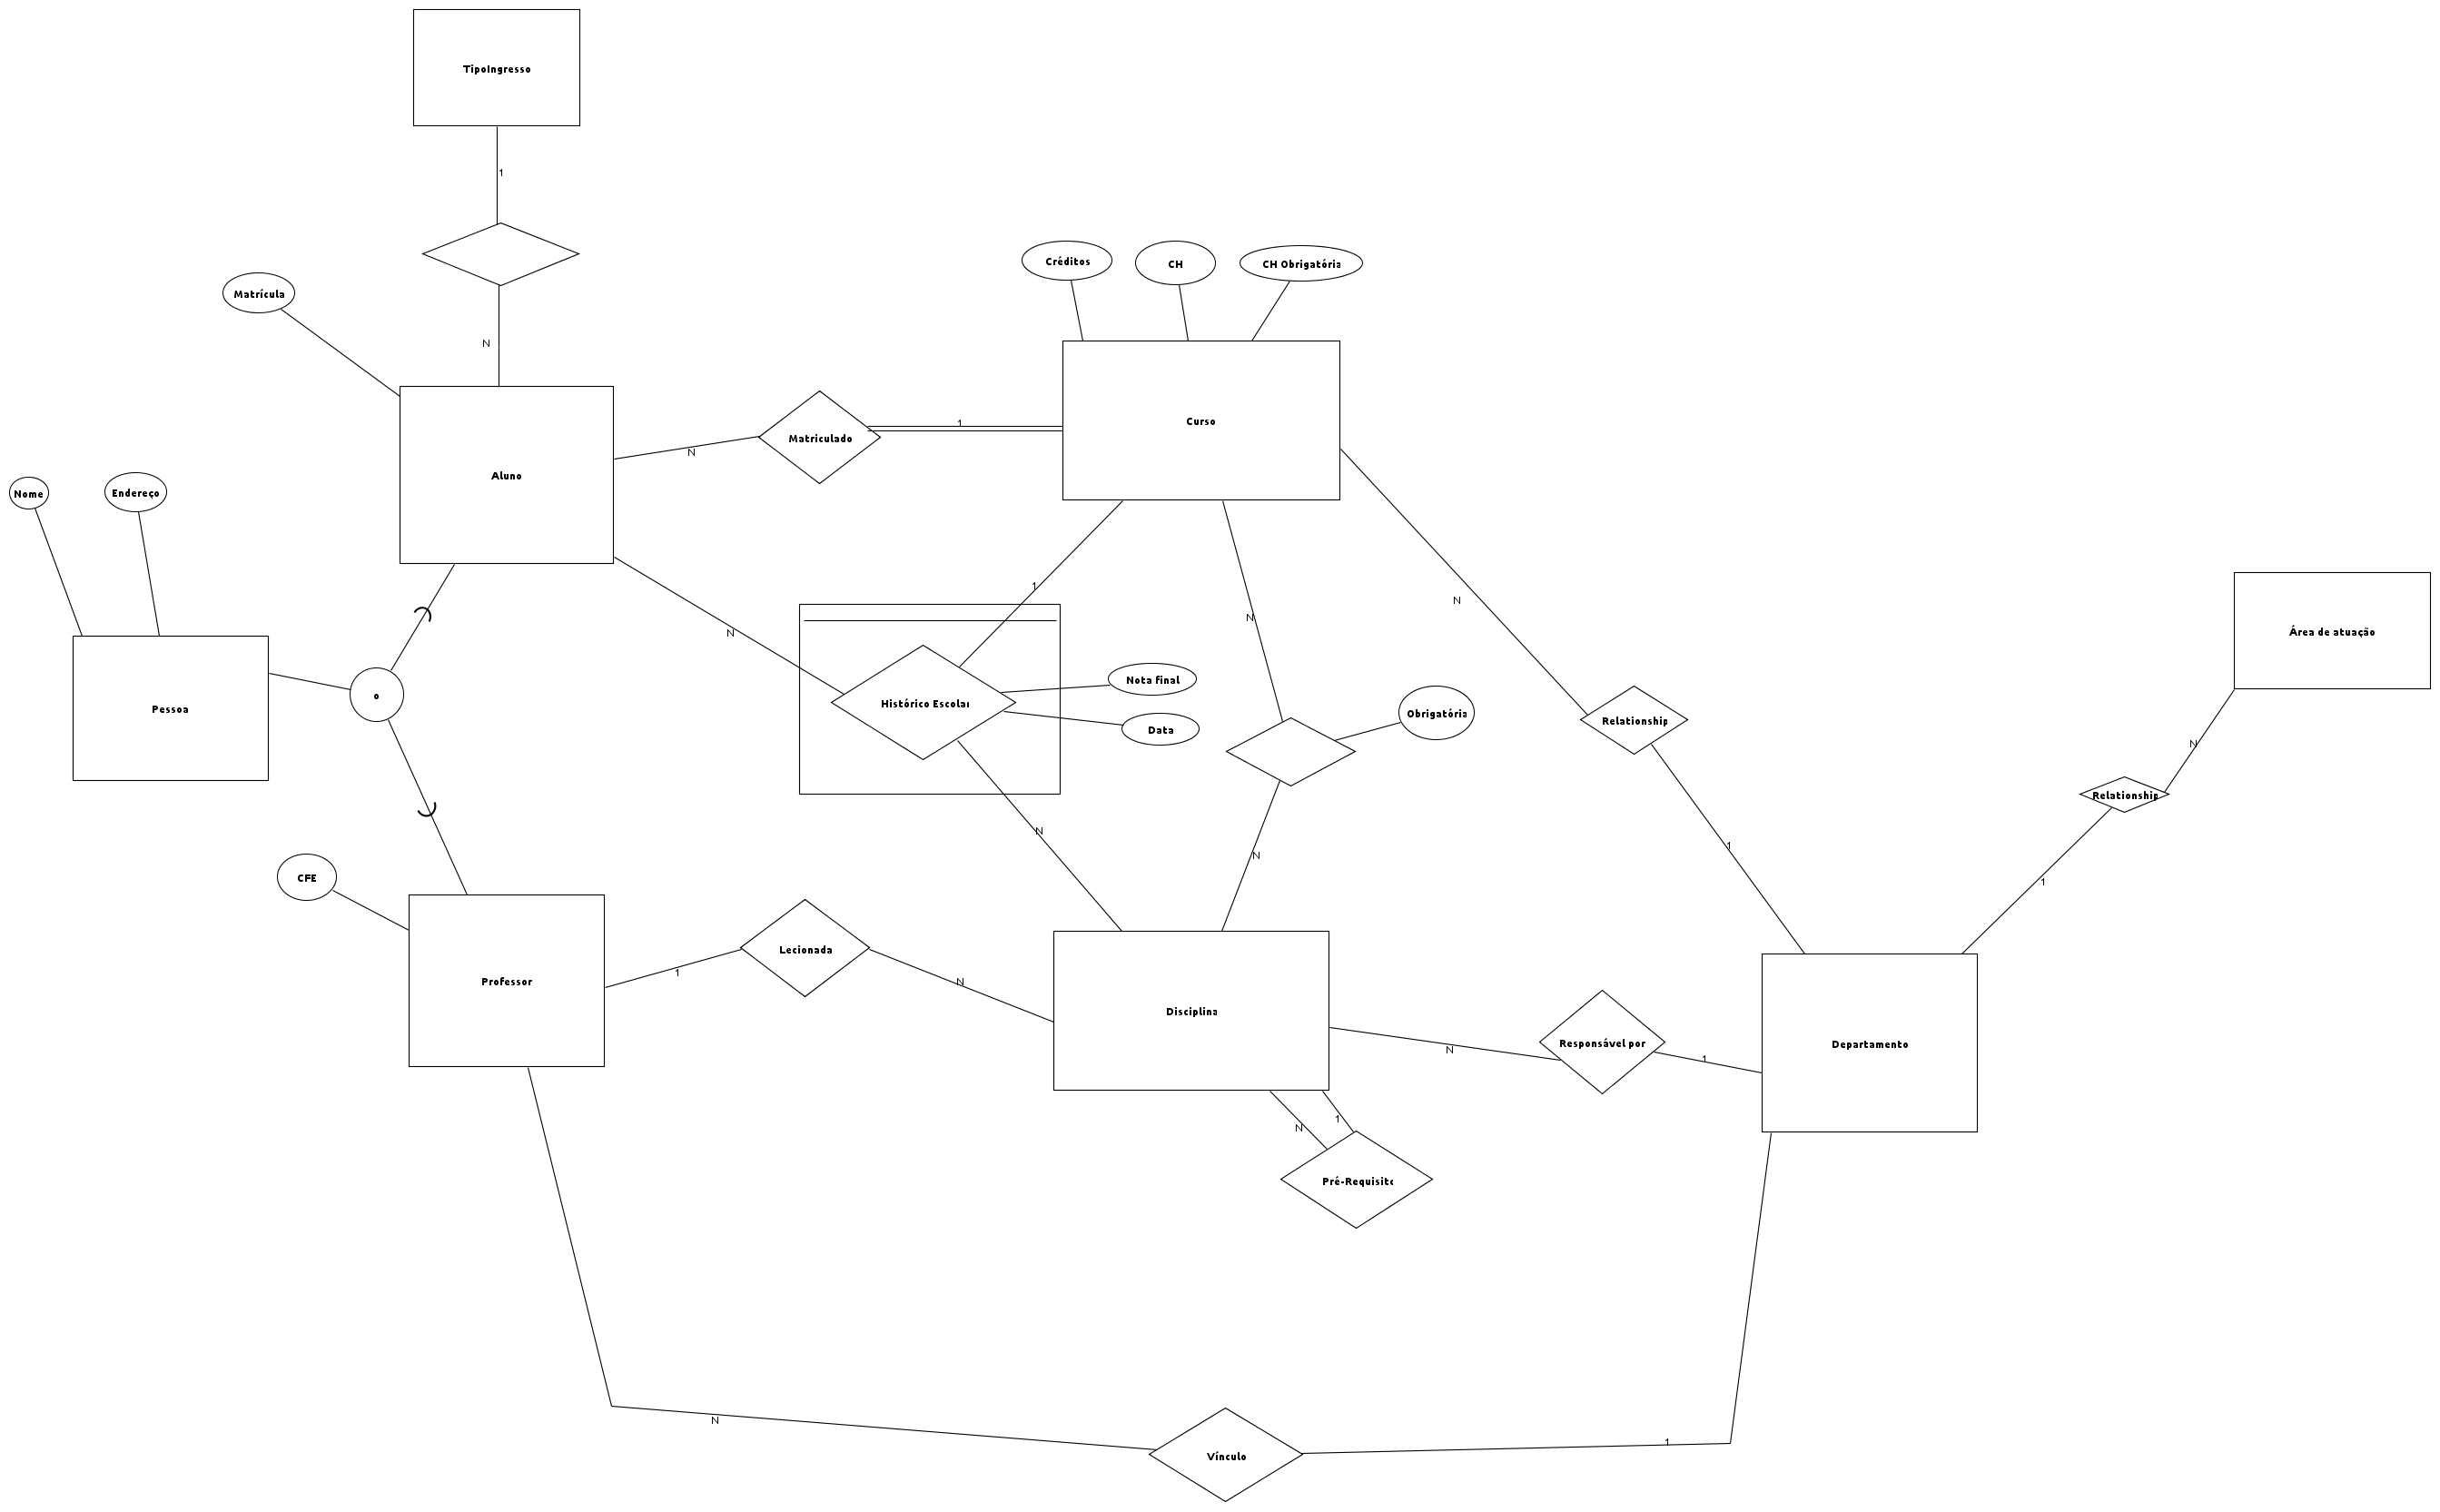 TipoIngresso
1
Matrícula
N
Créditos
CH
CH Obrigatória
Matriculado
1
Curso
N
Aluno
Nome
Endereço
1
N
N
N
Área de atuação
Pessoa
o
Histórico Escolar
Nota final
Data
Obrigatória
Relationship
N
Relationship
N
N
1
1
CFE
Professor
1
Lecionada
N
Disciplina
N
Responsável por
1
Departamento
N
1
Pré-Requisito
N
Vínculo
1